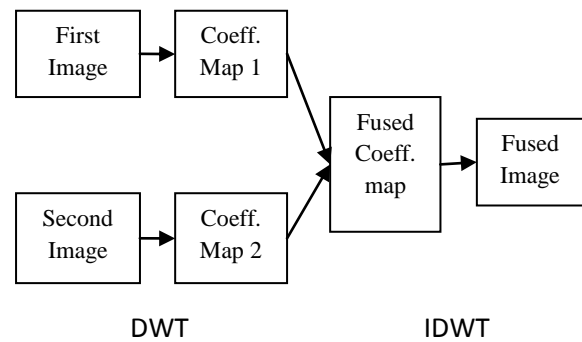 First
Image
Coeff.
Map 1
Fused
Coeff.
map
Fused
Image
Second
Image
Coeff.
Map 2
DWT
IDWT